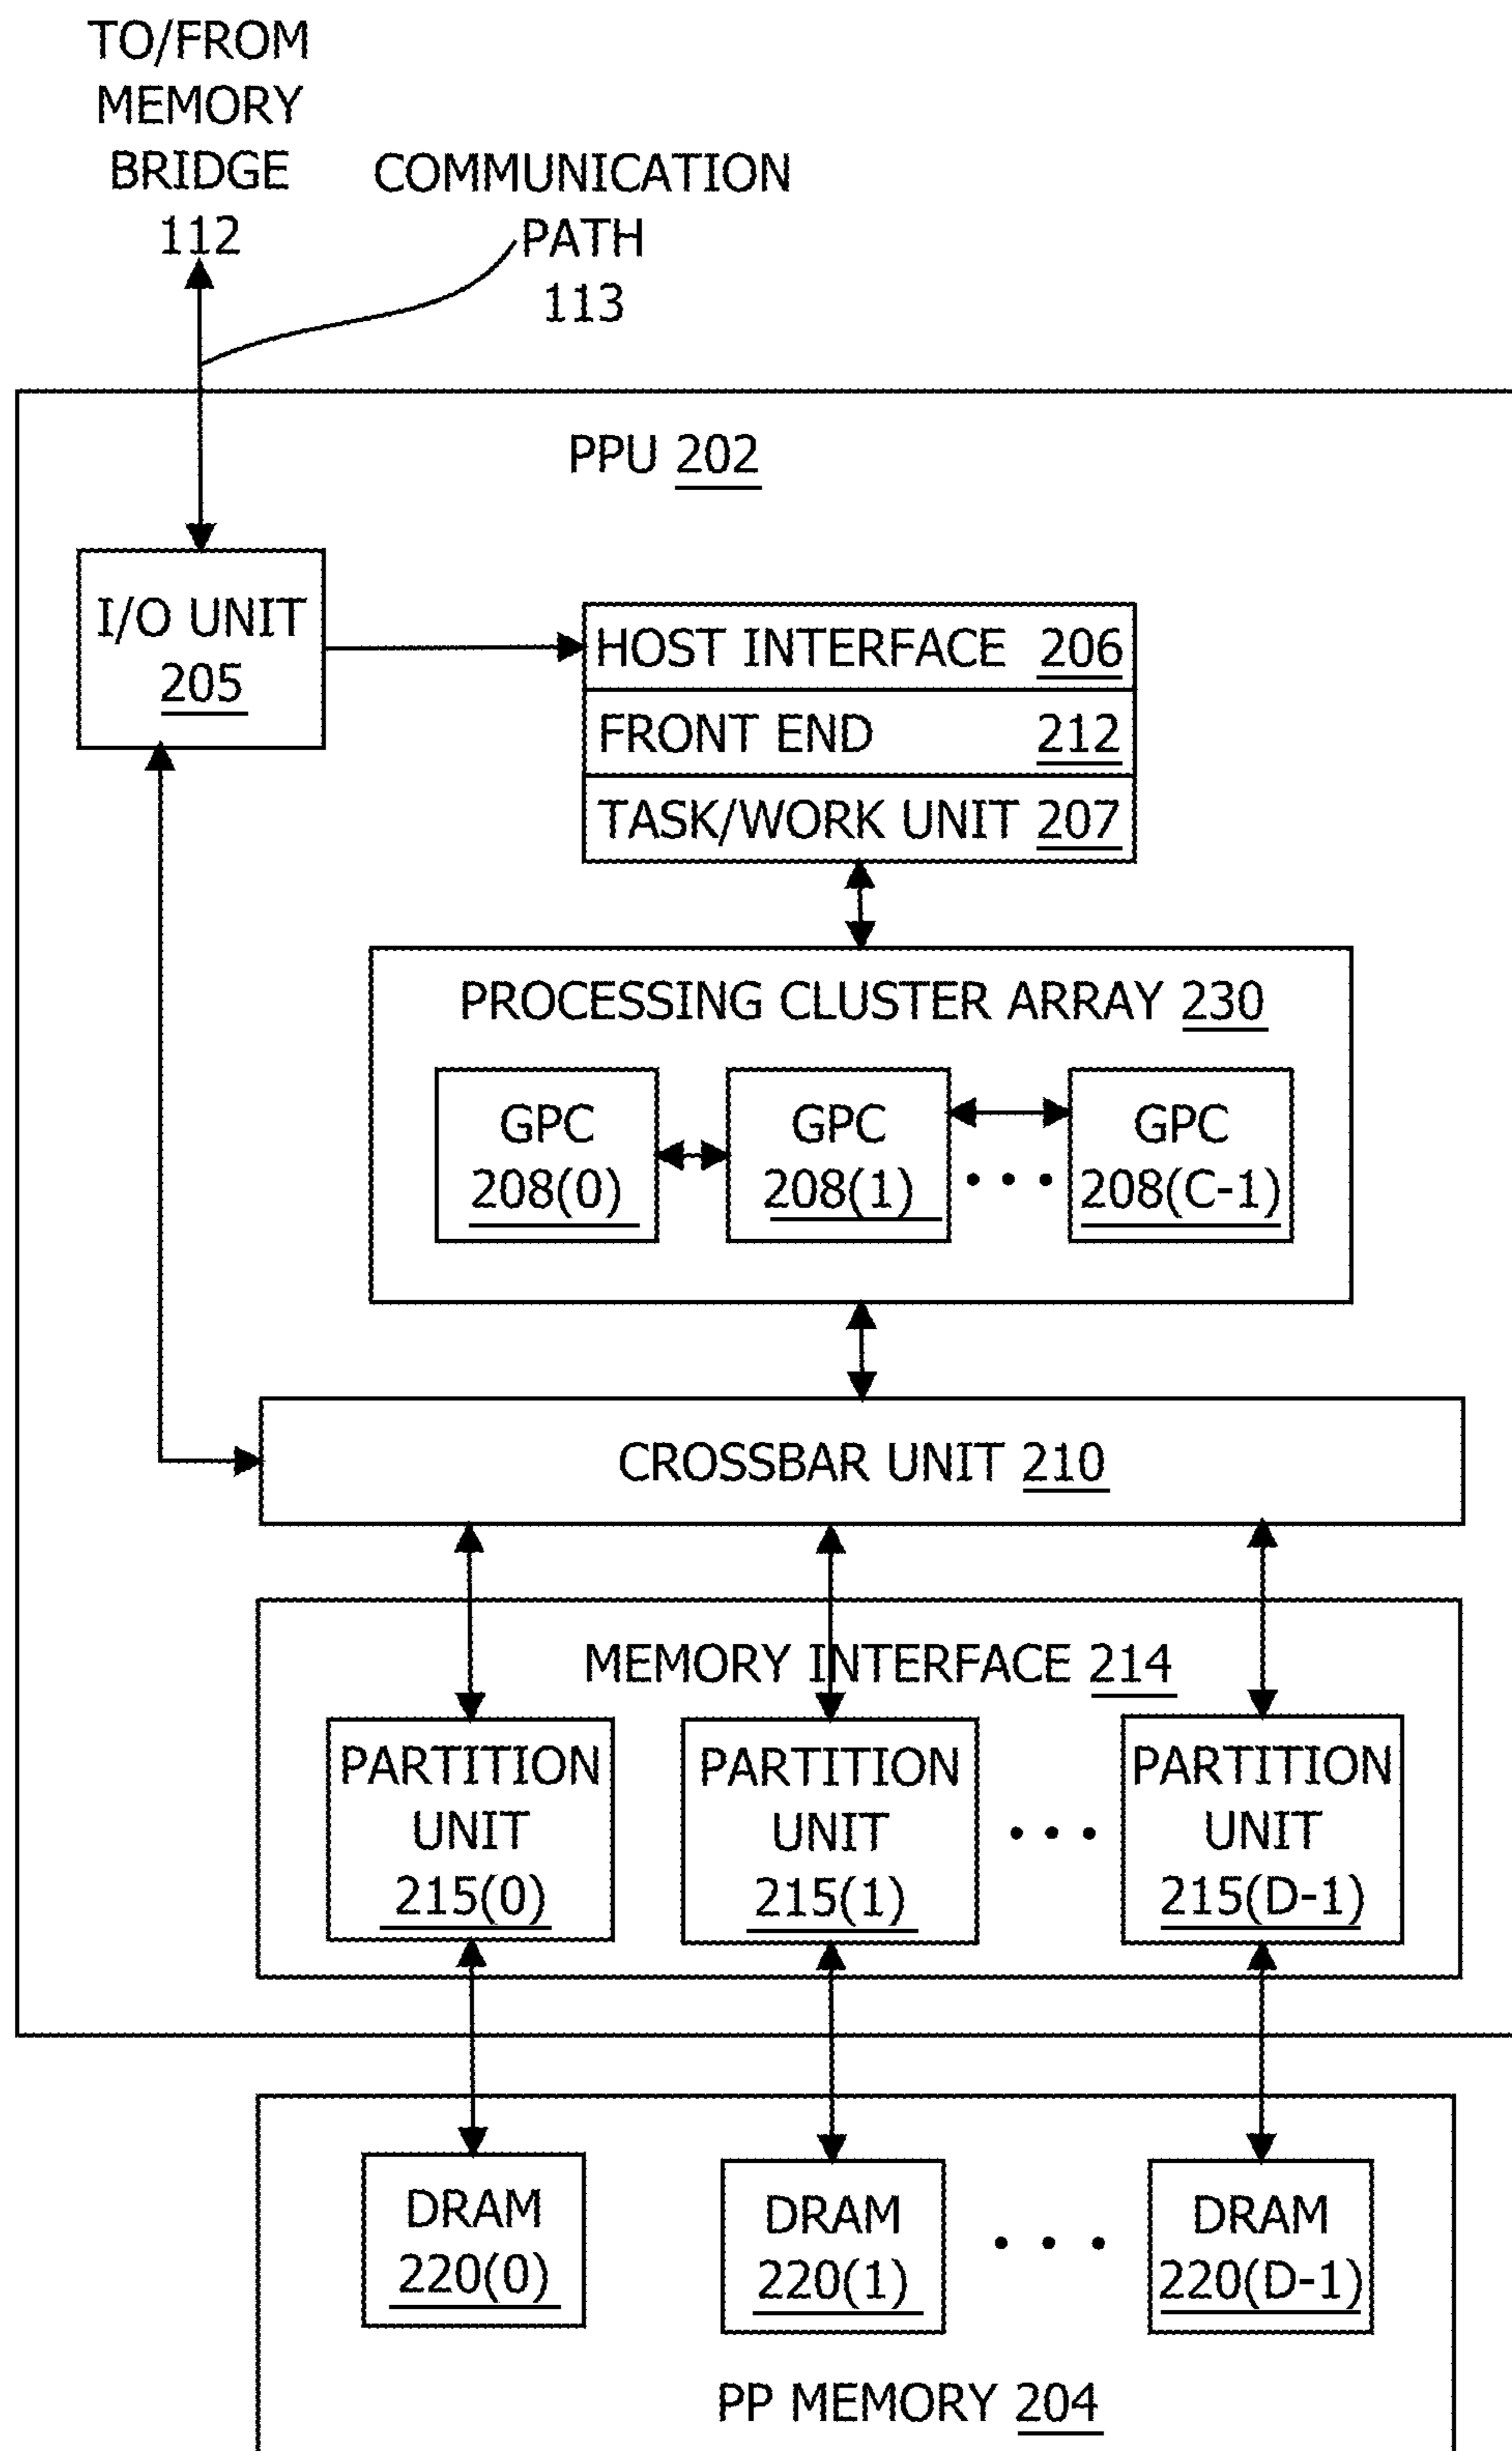 TO/FROM
MEMORY
BRIDGE
112
COMMUNICATION
PATH
113
PPU 202
I/O UNIT
205
HOST INTERFACE 206
FRONT END 212
TASK/WORK UNIT 207
PROCESSING CLUSTER ARRAY 230
GPC
208(0)
GPC
208(1)
• • •
GPC
208(C-1)
CROSSBAR UNIT 210
MEMORY INTERFACE 214
PARTITION
UNIT
215(0)
PARTITION
UNIT
215(1)
• • •
PARTITION
UNIT
215(D-1)
DRAM
220(0)
DRAM
220(1)
• • •
DRAM
220(D-1)
PP MEMORY 204